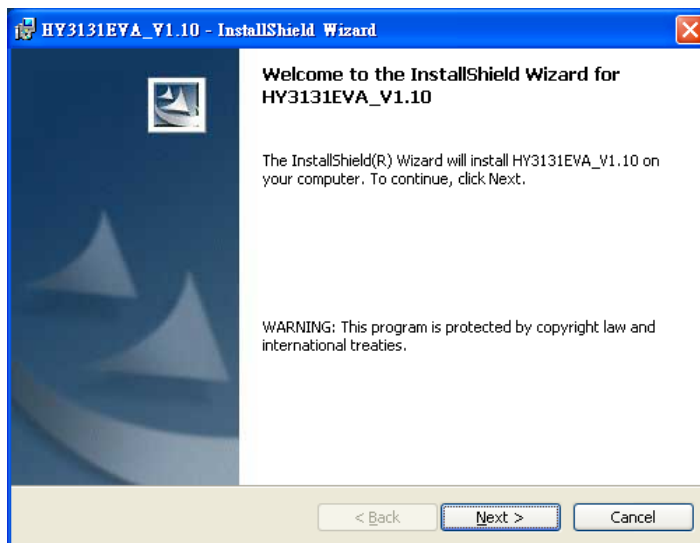 HY3131EVA_V1.10 - InstallShield Wizard
Welcome to the InstallShield Wizard for
HY3131EVA_V1.10
The InstallShield(R) Wizard will install HY3131EVA_V1.10 on
your computer. To continue, click Next.
WARNING: This program is protected by copyright law and
international treaties.
< Back
Next >
Cancel